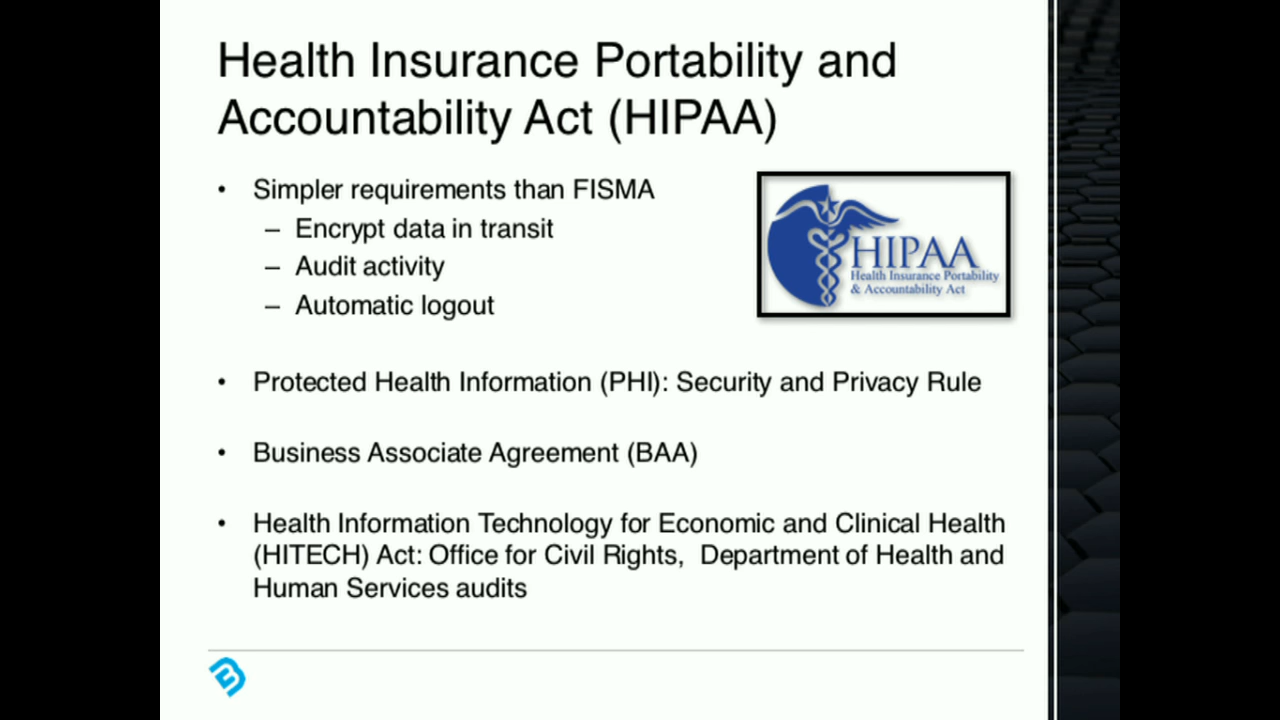 Health Insurance Portability and
Accountability Act (HIPAA)
• Simpler requirements than FISMA
– Encrypt data in transit
– Audit activity
– Automatic logout
HIPAA
Health Insurance Portability
& Accountability Act
• Protected Health Information (PHI): Security and Privacy Rule
• Business Associate Agreement (BAA)
• Health Information Technology for Economic and Clinical Health
(HITECH) Act: Office for Civil Rights,  Department of Health and
Human Services audits